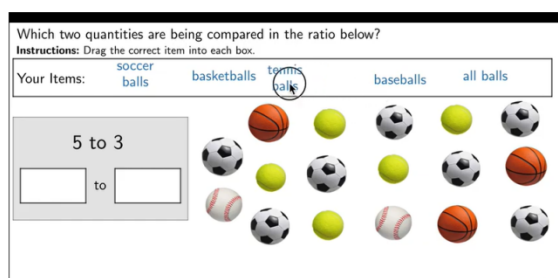 Which two quantities are being compared in the ratio below?
Instructions: Drag the correct item into each box.
Your Items:
soccer
balls
basketballs
tennis
balls
baseballs
all balls
5 to 3
to